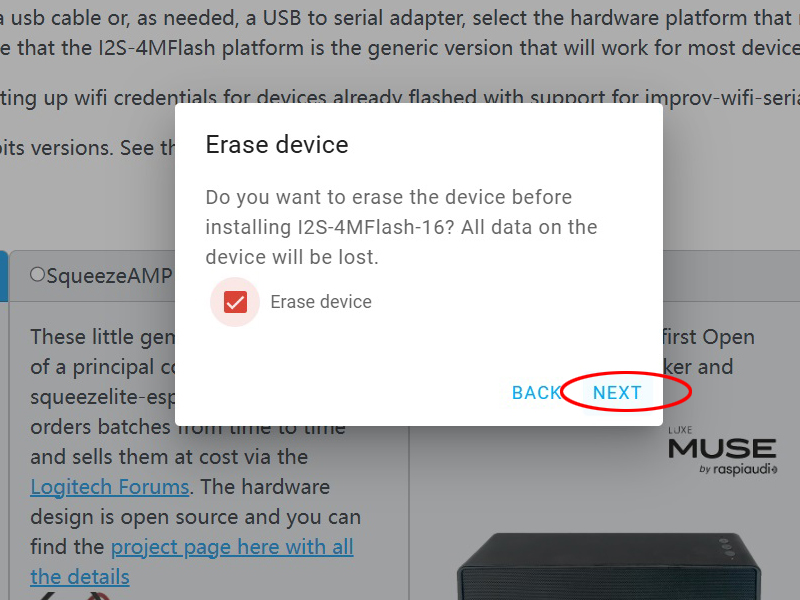 a usb cable or, as needed, a USB to serial adapter, select the hardware platform that
e that the I2S-4MFlash platform is the generic version that will work for most device
ting up wifi credentials for devices already flashed with support for improv-wifi-seria
its versions. See th
Erase device
Do you want to erase the device before
installing I2S-4MFlash-16? All data on the
device will be lost.
Erase device
BACK NEXT
SqueezeAMP
These little gem
of a principal co
squeezelite-esp
orders batches from time to time
and sells them at cost via the
Logitech Forums. The hardware
design is open source and you can
find the project page here with all
the details
first Open
ker and
LUXE
MUSE
by raspiaudio